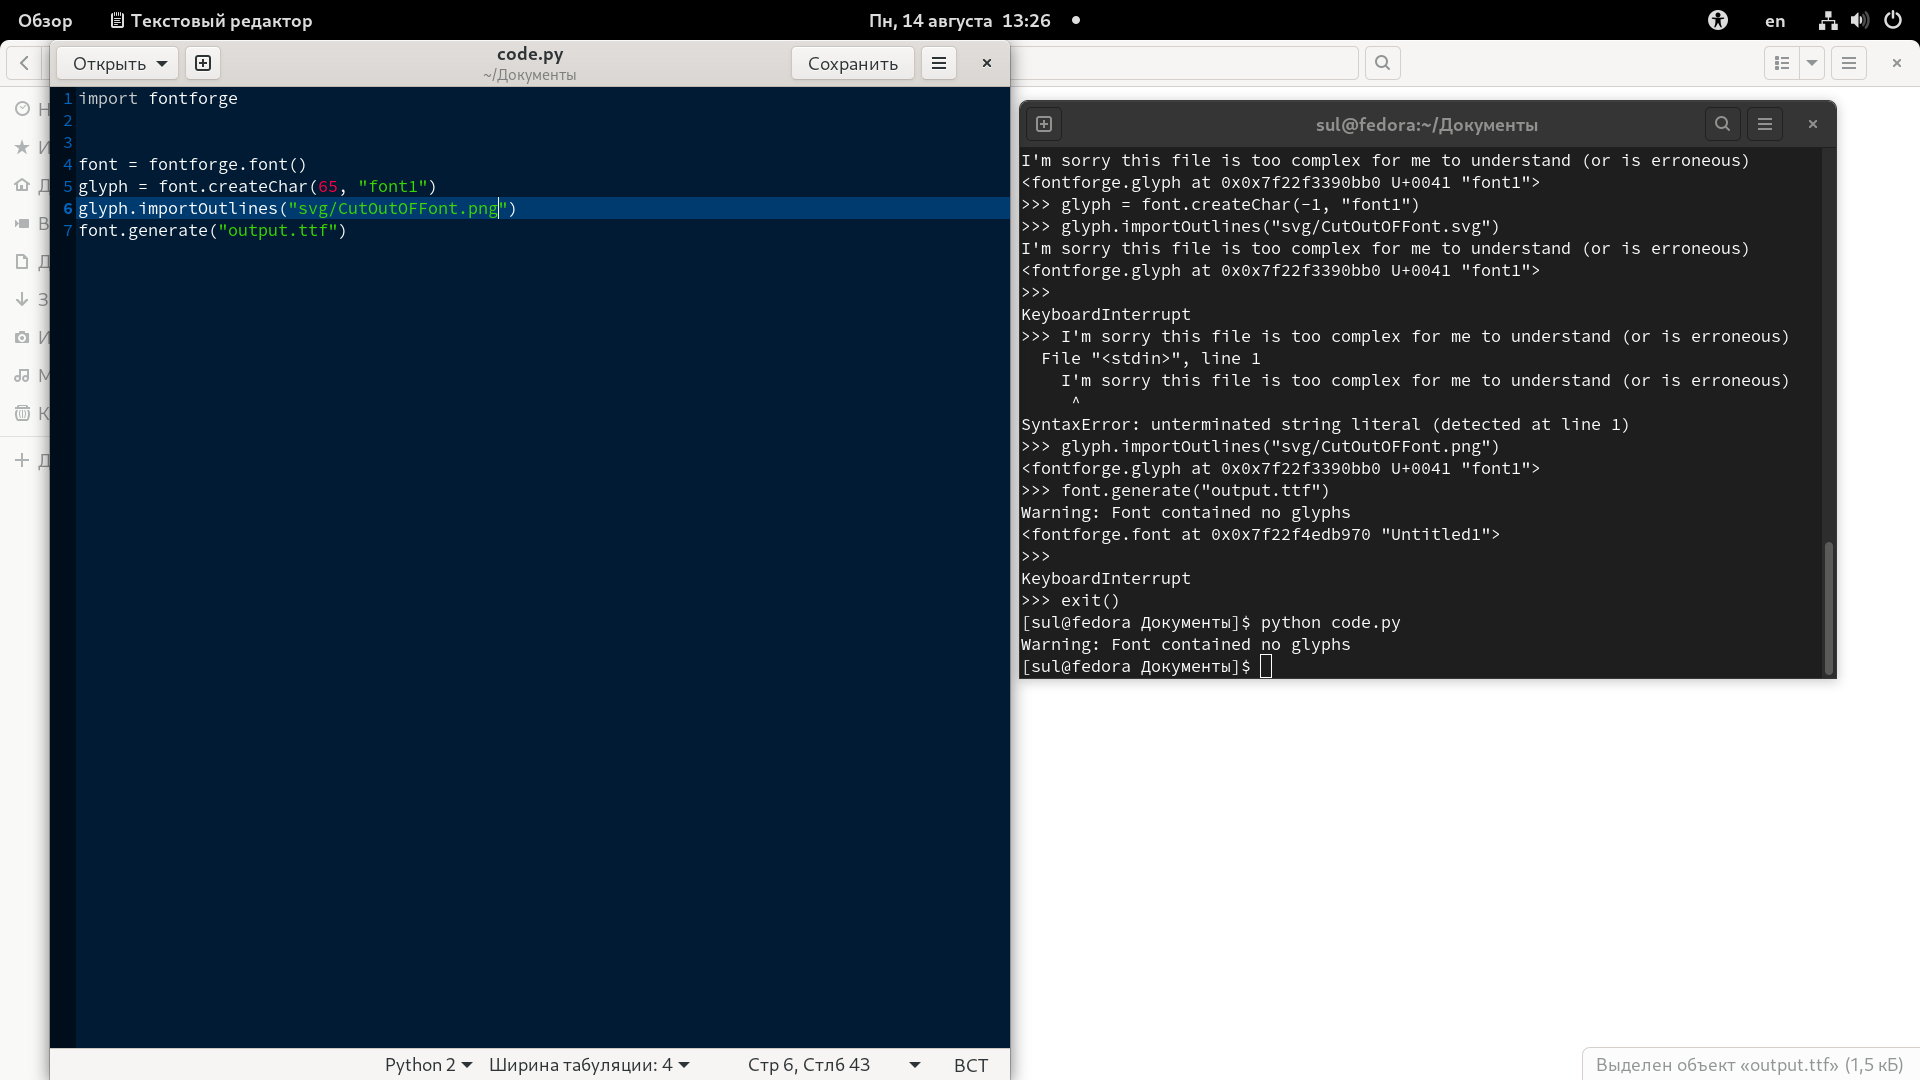 Обзор
Текстовый редактор
Пн, 14 августа 13:26
en
Открыть
code.py
~/Документы
Сохранить
1 import fontforge
2
3
4 font = fontforge.font()
5 glyph = font.createChar(65, "font1")
6 glyph.importOutlines("svg/CutOutOFFont.png")
7 font.generate("output.ttf")
Н
И
Д
В
Д
З
И
М
К
Д
Python 2
Ширина табуляции: 4
Стр 6, Стлб 43
ВСТ
sul@fedora:~/Документы
I'm sorry this file is too complex for me to understand (or is erroneous)
<fontforge.glyph at 0x0x7f22f3390bb0 U+0041 "font1">
>>> glyph = font.createChar(-1, "font1")
>>> glyph.importOutlines("svg/CutOutOFFont.svg")
I'm sorry this file is too complex for me to understand (or is erroneous)
<fontforge.glyph at 0x0x7f22f3390bb0 U+0041 "font1">
>>>
KeyboardInterrupt
>>> I'm sorry this file is too complex for me to understand (or is erroneous)
  File "<stdin>", line 1
    I'm sorry this file is too complex for me to understand (or is erroneous)
     ^
SyntaxError: unterminated string literal (detected at line 1)
>>> glyph.importOutlines("svg/CutOutOFFont.png")
<fontforge.glyph at 0x0x7f22f3390bb0 U+0041 "font1">
>>> font.generate("output.ttf")
Warning: Font contained no glyphs
<fontforge.font at 0x0x7f22f4edb970 "Untitled1">
>>>
KeyboardInterrupt
>>> exit()
[sul@fedora Документы]$ python code.py
Warning: Font contained no glyphs
[sul@fedora Документы]$
Выделен объект «output.ttf» (1,5 кБ)